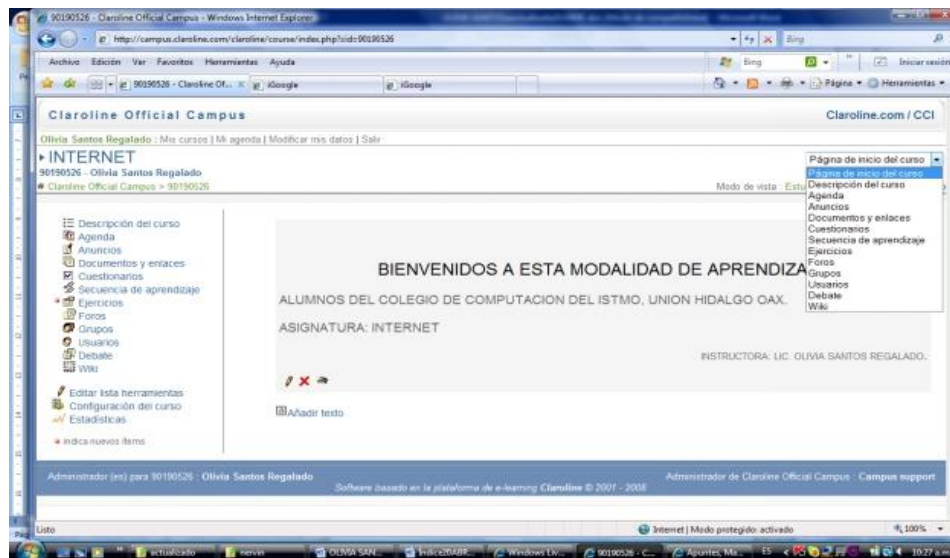 90190526 - Claroline Official Campus - Windows Internet Explorer
http://campus.claroline.com/claroline/course/index.php?cid=90190526
Bing
Archivo Edición Ver Favoritos Herramientas Ayuda
Bing Iniciar sesión
90190526 - Claroline Of... iGoogle iGoogle Página Herramientas
Claroline Official Campus Claroline.com / CCI
Olivia Santos Regalado : Mis cursos | Mi agenda | Modificar mis datos | Salir
INTERNET
90190526 - Olivia Santos Regalado
Claroline Official Campus > 90190526
Modo de vista : Estu
Página de inicio del curso
Página de inicio del curso
Descripción del curso
Agenda
Anuncios
Documentos y enlaces
Cuestionarios
Secuencia de aprendizaje
Ejercicios
Foros
Grupos
Usuarios
Debate
Wiki
Descripción del curso
Agenda
Anuncios
Documentos y enlaces
Cuestionarios
Secuencia de aprendizaje
Ejercicios
Foros
Grupos
Usuarios
Debate
Wiki
Editar lista herramientas
Configuración del curso
Estadísticas
indica nuevos items
BIENVENIDOS A ESTA MODALIDAD DE APRENDIZA
ALUMNOS DEL COLEGIO DE COMPUTACION DEL ISTMO, UNION HIDALGO OAX.
ASIGNATURA: INTERNET
INSTRUCTORA: LIC. OLIVIA SANTOS REGALADO.
Añadir texto
Administrador (es) para 90190526 : Olivia Santos Regalado
Administrador de Claroline Official Campus : Campus support
Software basado en la plataforma de e-learning Claroline © 2001 - 2008
Listo Internet | Modo protegido: activado 100%
actualizado nervin OLIVIA SAN... Windows Liv... 90190526 - C... Apuntes, Ma... ES 10:27